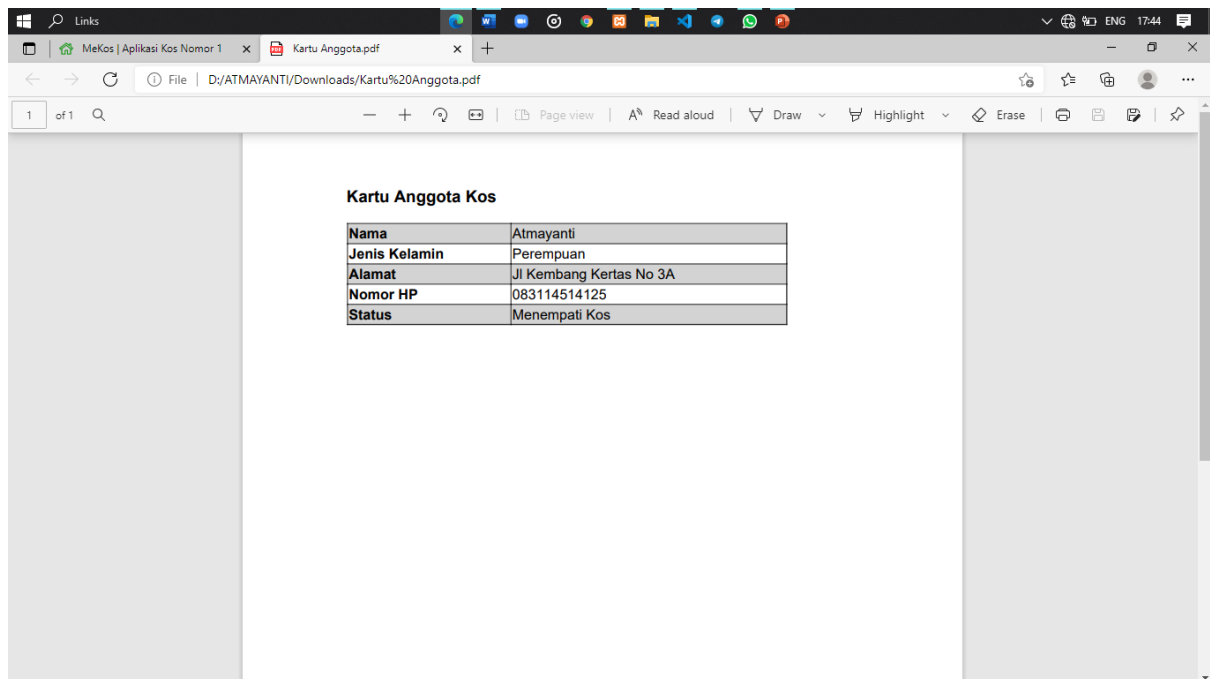 Links
ENG 17:44
MeKos | Aplikasi Kos Nomor 1
Kartu Anggota.pdf
File | D:/ATMAYANTI/Downloads/Kartu%20Anggota.pdf
1 of 1 Page view Read aloud Draw Highlight Erase
Kartu Anggota Kos
Nama Atmayanti
Jenis Kelamin Perempuan
Alamat Jl Kembang Kertas No 3A
Nomor HP 083114514125
Status Menempati Kos